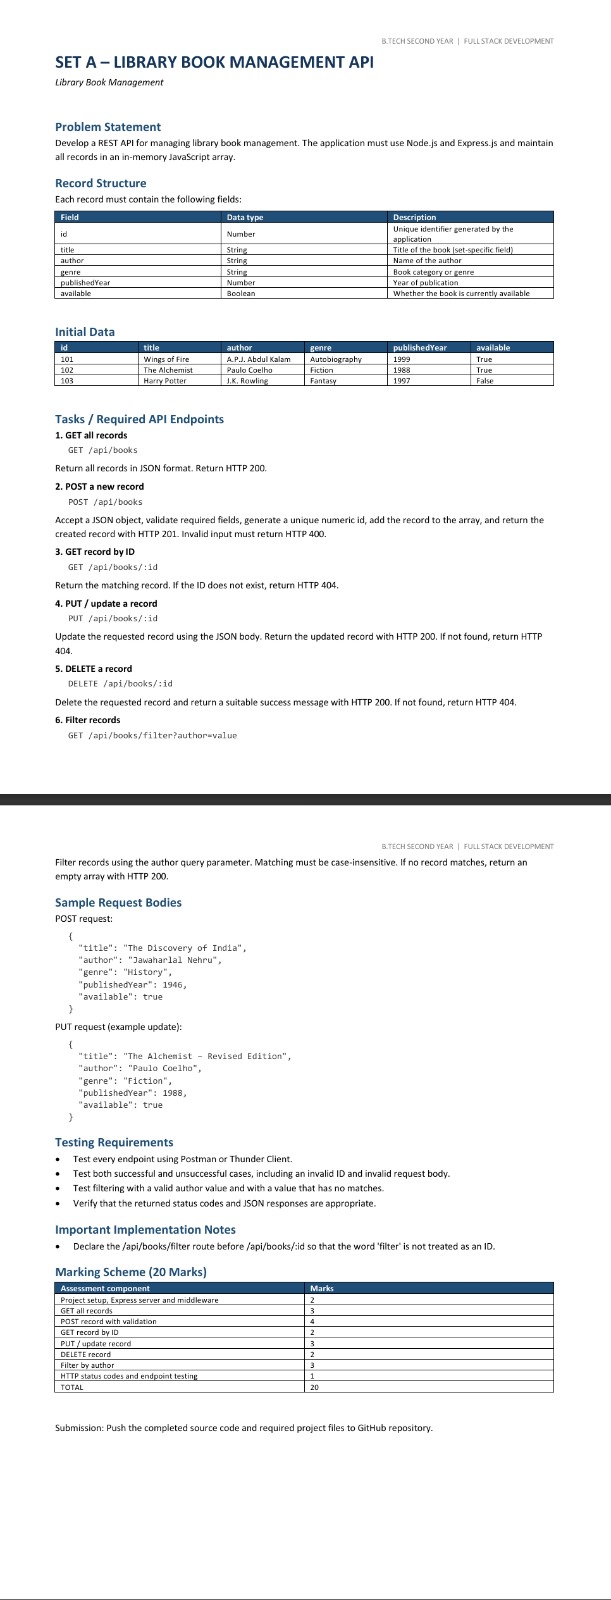 B.TECH SECOND YEAR | FULL STACK DEVELOPMENT
SET A – LIBRARY BOOK MANAGEMENT API
Library Book Management
Problem Statement
Develop a REST API for managing library book management. The application must use Node.js and Express.js and maintain
all records in an in-memory JavaScript array.
Record Structure
Each record must contain the following fields:
Field Data type Description
id Number Unique identifier generated by the
application
title String Title of the book (set-specific field)
author String Name of the author
genre String Book category or genre
publishedYear Number Year of publication
available Boolean Whether the book is currently available
Initial Data
id title author genre publishedYear available
101 Wings of Fire A.P.J. Abdul Kalam Autobiography 1999 True
102 The Alchemist Paulo Coelho Fiction 1988 True
103 Harry Potter J.K. Rowling Fantasy 1997 False
Tasks / Required API Endpoints
1. GET all records
GET /api/books
Return all records in JSON format. Return HTTP 200.
2. POST a new record
POST /api/books
Accept a JSON object, validate required fields, generate a unique numeric id, add the record to the array, and return the
created record with HTTP 201. Invalid input must return HTTP 400.
3. GET record by ID
GET /api/books/:id
Return the matching record. If the ID does not exist, return HTTP 404.
4. PUT / update a record
PUT /api/books/:id
Update the requested record using the JSON body. Return the updated record with HTTP 200. If not found, return HTTP
404.
5. DELETE a record
DELETE /api/books/:id
Delete the requested record and return a suitable success message with HTTP 200. If not found, return HTTP 404.
6. Filter records
GET /api/books/filter?author=value
B.TECH SECOND YEAR | FULL STACK DEVELOPMENT
Filter records using the author query parameter. Matching must be case-insensitive. If no record matches, return an
empty array with HTTP 200.
Sample Request Bodies
POST request:
{
"title": "The Discovery of India",
"author": "Jawaharlal Nehru",
"genre": "History",
"publishedYear": 1946,
"available": true
}
PUT request (example update):
{
"title": "The Alchemist – Revised Edition",
"author": "Paulo Coelho",
"genre": "Fiction",
"publishedYear": 1988,
"available": true
}
Testing Requirements
• Test every endpoint using Postman or Thunder Client.
• Test both successful and unsuccessful cases, including an invalid ID and invalid request body.
• Test filtering with a valid author value and with a value that has no matches.
• Verify that the returned status codes and JSON responses are appropriate.
Important Implementation Notes
• Declare the /api/books/filter route before /api/books/:id so that the word 'filter' is not treated as an ID.
Marking Scheme (20 Marks)
Assessment component Marks
Project setup, Express server and middleware 2
GET all records 3
POST record with validation 4
GET record by ID 2
PUT / update record 3
DELETE record 2
Filter by author 3
HTTP status codes and endpoint testing 1
TOTAL 20
Submission: Push the completed source code and required project files to GitHub repository.